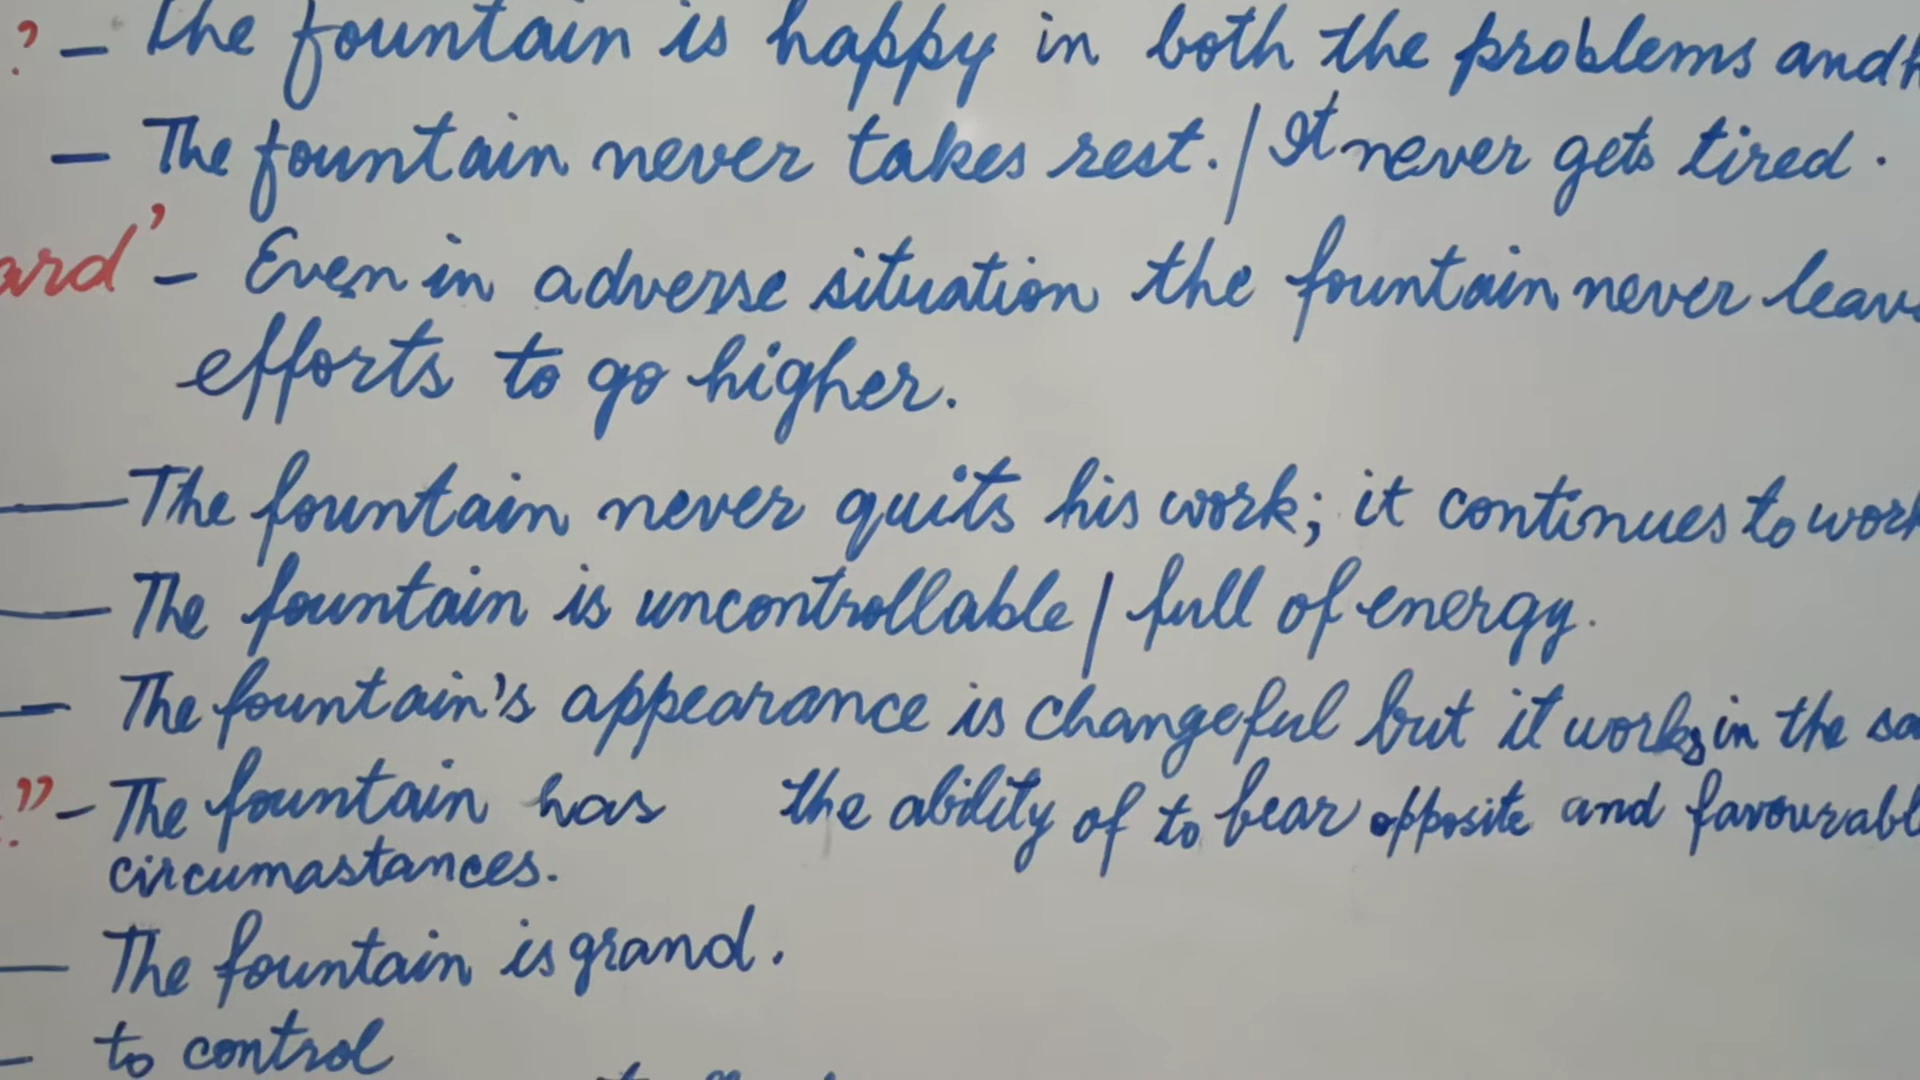 ? – The fountain is happy in both the problems and
– The fountain never takes rest. / It never gets tired.
ard' – Even in adverse situation the fountain never leav
efforts to go higher.
— The fountain never quits his work; it continues to work
— The fountain is uncontrollable / full of energy.
– The fountain's appearance is changeful but it works in the sa
." – The fountain has the ability of to bear opposite and favourabl
circumastances.
— The fountain is grand.
– to control